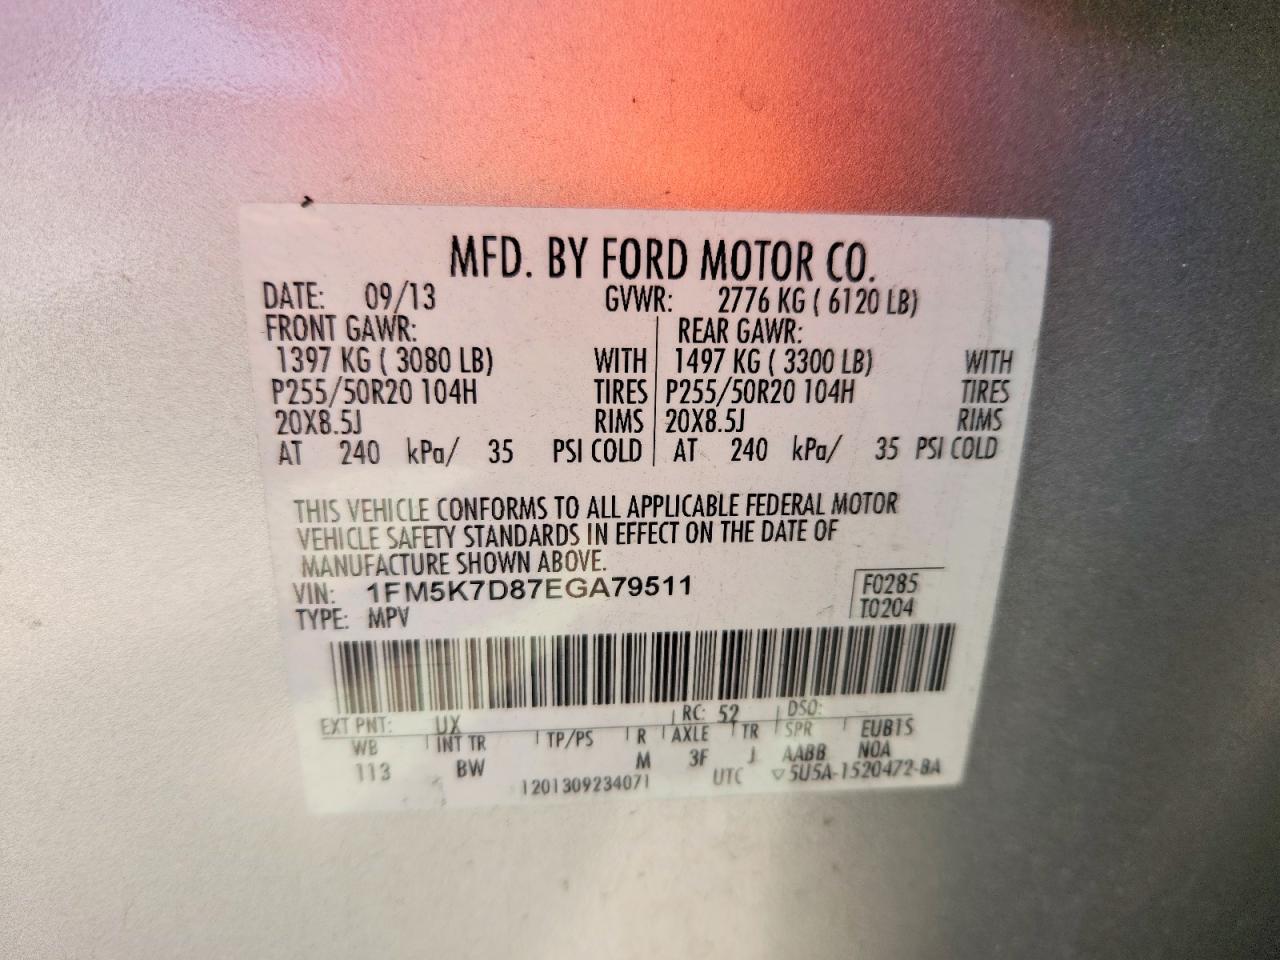 MFD. BY FORD MOTOR CO.
DATE: 09/13 GVWR: 2776 KG ( 6120 LB)
FRONT GAWR: REAR GAWR:
1397 KG ( 3080 LB) WITH 1497 KG ( 3300 LB) WITH
P255/50R20 104H TIRES P255/50R20 104H TIRES
20X8.5J RIMS 20X8.5J RIMS
AT 240 kPa/ 35 PSI COLD AT 240 kPa/ 35 PSI COLD
THIS VEHICLE CONFORMS TO ALL APPLICABLE FEDERAL MOTOR
VEHICLE SAFETY STANDARDS IN EFFECT ON THE DATE OF
MANUFACTURE SHOWN ABOVE.
VIN: 1FM5K7D87EGA79511 F0285
TYPE: MPV T0204
EXT PNT: UX RC: 52 DSO:
WB INT TR TP/PS R AXLE TR SPR EUB1S
113 BW M 3F J AABB NOA
1201309234071 UTC ▽5U5A-1520472-BA